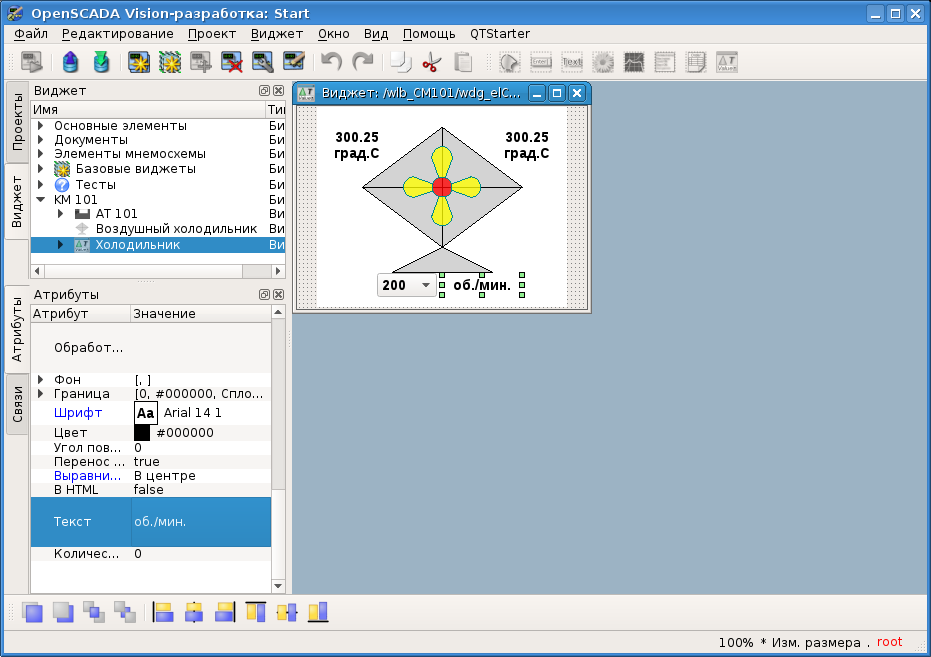 OpenSCADA Vision-разработка: Start
Файл Редактирование Проект Виджет Окно Вид Помощь QTStarter
Проекты
Виджет
Атрибуты
Связи
Виджет
Имя Ти
Основные элементы Би
Документы Би
Элементы мнемосхемы Би
Базовые виджеты Би
Тесты Би
КМ 101 Би
АТ 101 Ви
Воздушный холодильник Ви
Холодильник Ви
Атрибуты
Атрибут Значение
Обработ...
Фон [, ]
Граница [0, #000000, Спло...
Шрифт Aa Arial 14 1
Цвет #000000
Угол пов... 0
Перенос ... true
Выравни... В центре
В HTML false
Текст об./мин.
Количес... 0
Виджет: /wlb_CM101/wdg_elC...
300.25 300.25
град.С град.С
200 об./мин.
100% * Изм. размера . root